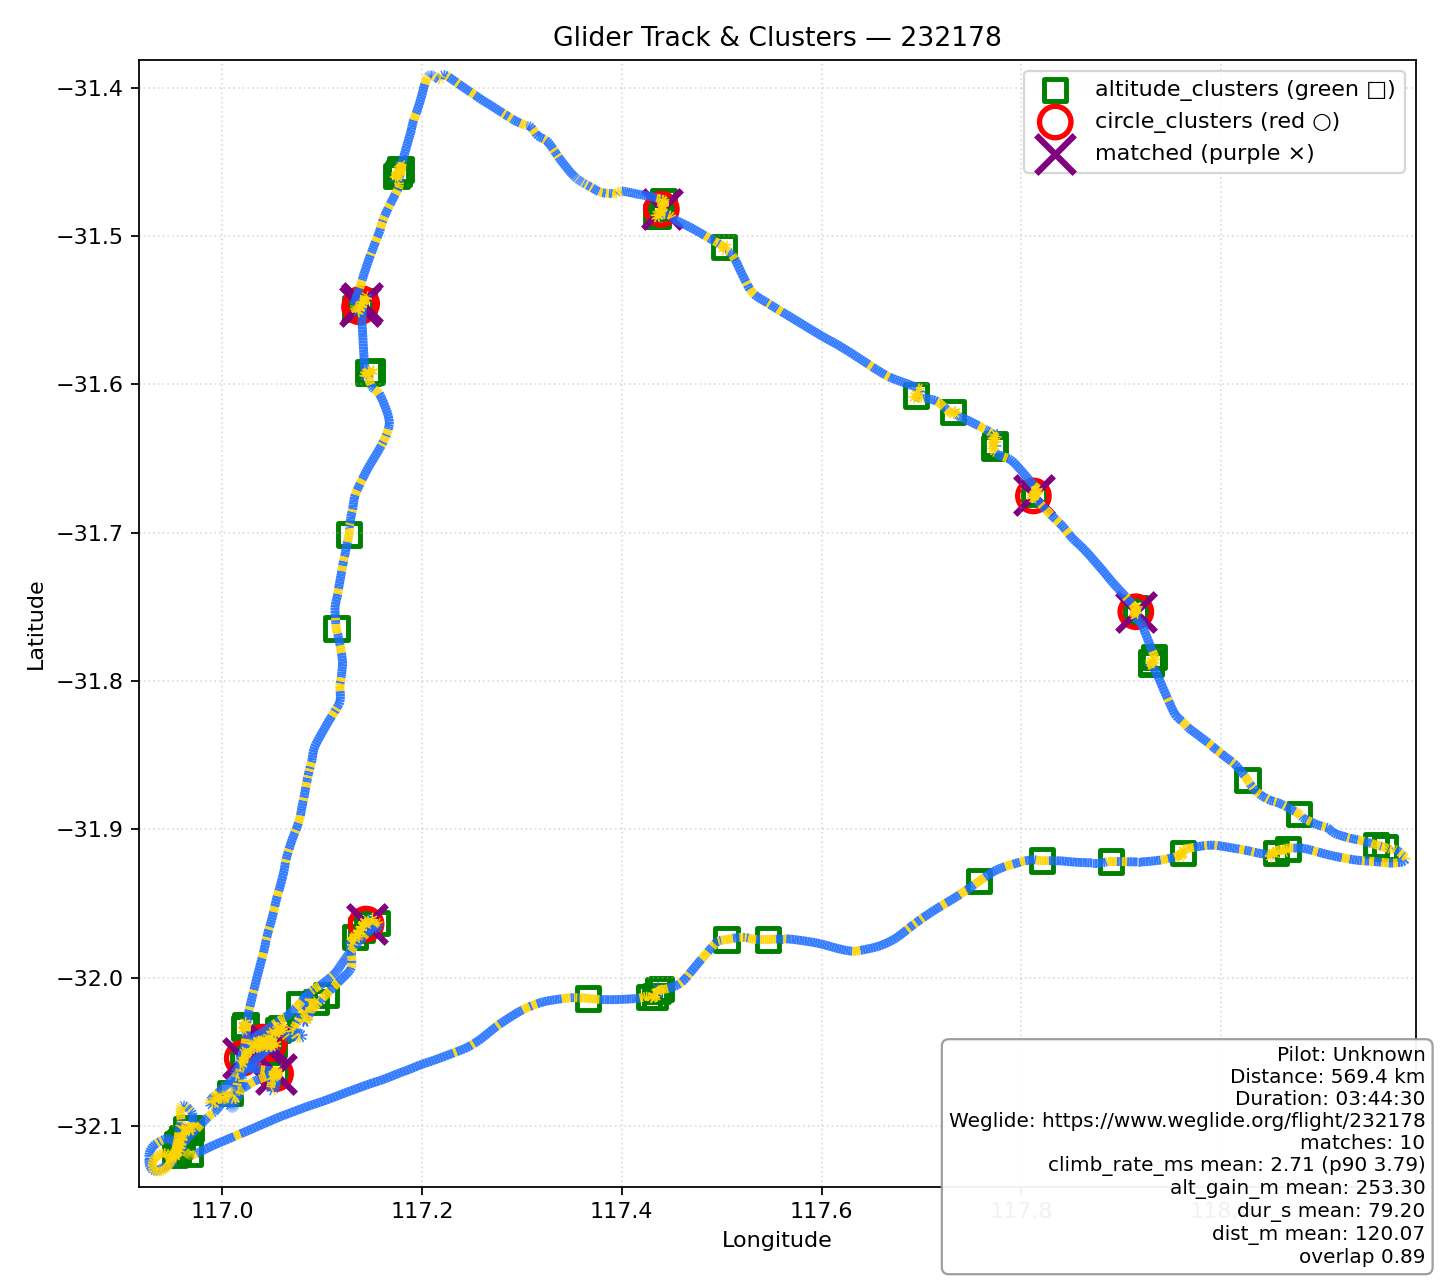 Glider Track & Clusters — 232178
altitude_clusters (green □)
circle_clusters (red ○)
matched (purple ×)
−31.4
−31.5
−31.6
−31.7
−31.8
−31.9
−32.0
−32.1
Latitude
117.0
117.2
117.4
117.6
117.8
118
Longitude
Pilot: Unknown
Distance: 569.4 km
Duration: 03:44:30
Weglide: https://www.weglide.org/flight/232178
matches: 10
climb_rate_ms mean: 2.71 (p90 3.79)
alt_gain_m mean: 253.30
dur_s mean: 79.20
dist_m mean: 120.07
overlap 0.89